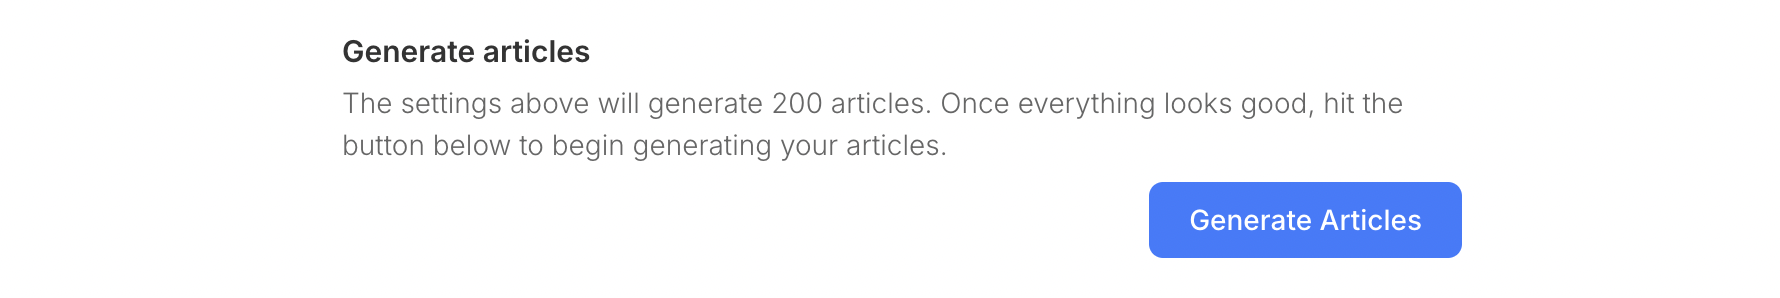 Generate articles
The settings above will generate 200 articles. Once everything looks good, hit the
button below to begin generating your articles.
Generate Articles